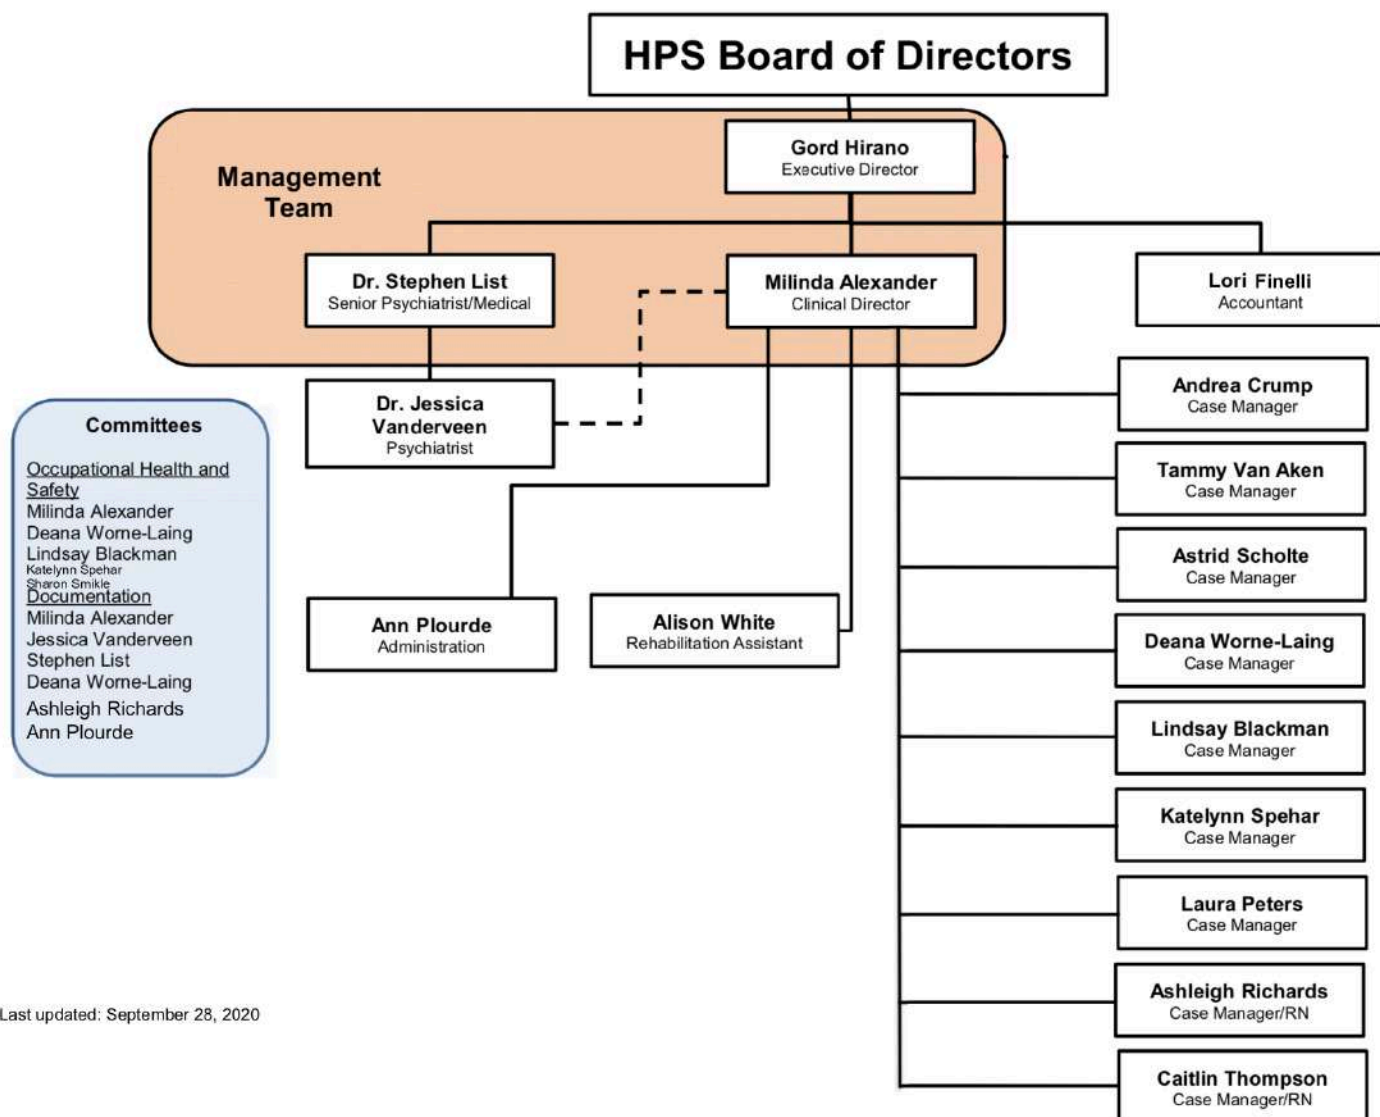 HPS Board of Directors
Gord Hirano
Executive Director
Management
Team
Dr. Stephen List
Senior Psychiatrist/Medical
Milinda Alexander
Clinical Director
Lori Finelli
Accountant
Dr. Jessica
Vanderveen
Psychiatrist
Andrea Crump
Case Manager
Tammy Van Aken
Case Manager
Astrid Scholte
Case Manager
Deana Worne-Laing
Case Manager
Lindsay Blackman
Case Manager
Katelynn Spehar
Case Manager
Laura Peters
Case Manager
Ashleigh Richards
Case Manager/RN
Caitlin Thompson
Case Manager/RN
Ann Plourde
Administration
Alison White
Rehabilitation Assistant
Committees
Occupational Health and
Safety
Milinda Alexander
Deana Worne-Laing
Lindsay Blackman
Katelynn Spehar
Sharon Smikle
Documentation
Milinda Alexander
Jessica Vanderveen
Stephen List
Deana Worne-Laing
Ashleigh Richards
Ann Plourde
Last updated: September 28, 2020